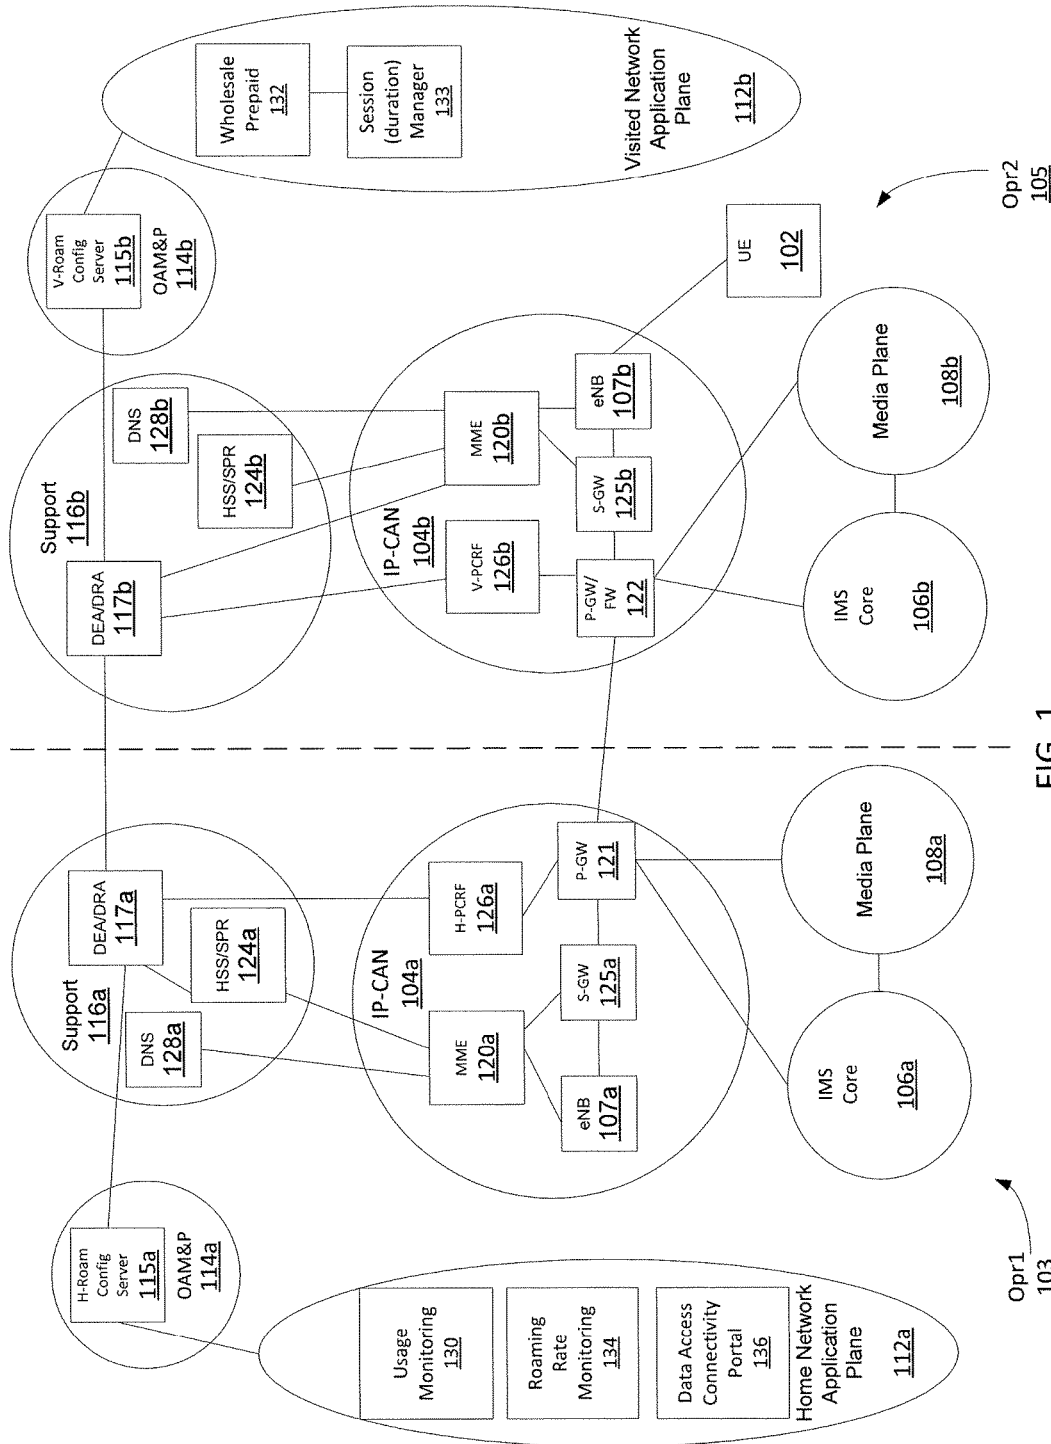 H-Roam
Config
Server
115a
OAM&P
114a
Usage
Monitoring
130
Roaming
Rate
Monitoring
134
Data Access
Connectivity
Portal
136
Home Network
Application
Plane
112a
Opr1
103
Support
116a
DEA/DRA
117a
DNS
128a
HSS/SPR
124a
IP-CAN
104a
MME
120a
H-PCRF
126a
eNB
107a
S-GW
125a
P-GW
121
IMS
Core
106a
Media Plane
108a
Support
116b
DEA/DRA
117b
HSS/SPR
124b
DNS
128b
IP-CAN
104b
V-PCRF
126b
MME
120b
P-GW/
FW
122
S-GW
125b
eNB
107b
IMS
Core
106b
Media Plane
108b
V-Roam
Config
Server
115b
OAM&P
114b
UE
102
Wholesale
Prepaid
132
Session
(duration)
Manager
133
Visited Network
Application
Plane
112b
Opr2
105
FIG. 1